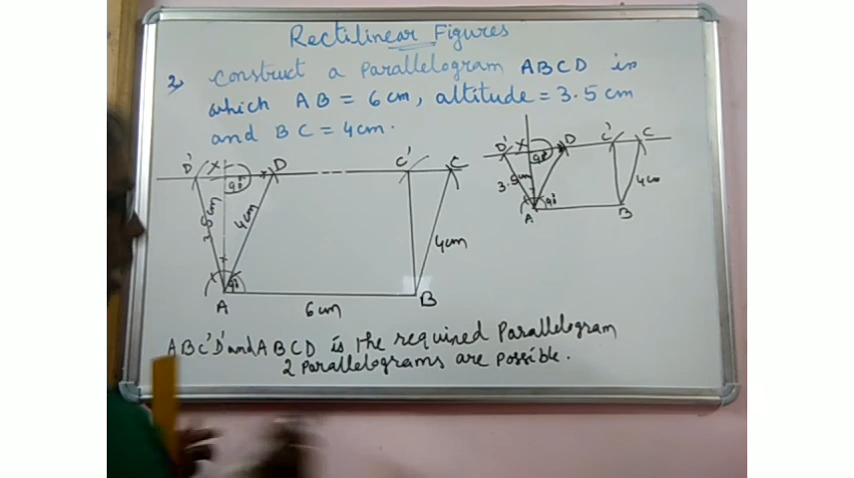 Rectilinear Figures
2, Construct a Parallelogram ABCD in
which AB = 6cm, altitude = 3.5 cm
and BC = 4cm.
D' X D C' C
90°
3.5cm 4cm 4cm
90°
A B
6cm
D' X D C' C
90°
3.5cm 4cm
90°
A B
ABC'D' and ABCD is the required Parallelogram
2 Parallelograms are possible.